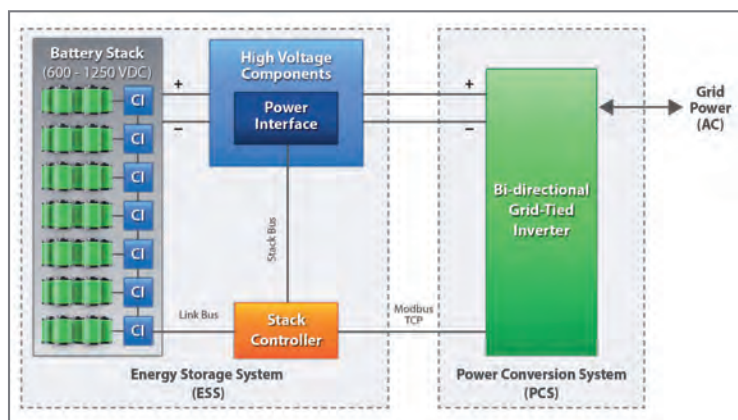 Battery Stack
(600 - 1250 VDC)
CI
CI
CI
CI
CI
CI
CI
+
−
High Voltage
Components
Power
Interface
+
−
Bi-directional
Grid-Tied
Inverter
Grid
Power
(AC)
Stack Bus
Link Bus
Stack
Controller
Modbus
TCP
Energy Storage System
(ESS)
Power Conversion System
(PCS)